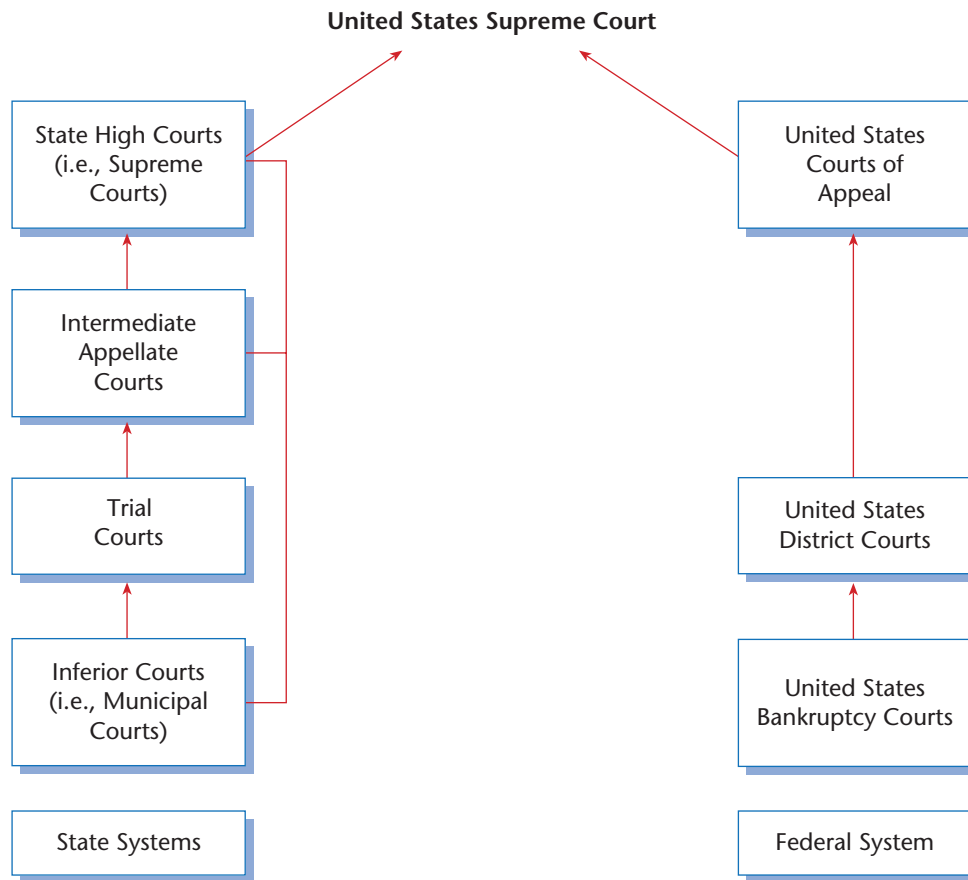 United States Supreme Court
State High Courts
(i.e., Supreme
Courts)
United States
Courts of
Appeal
Intermediate
Appellate
Courts
Trial
Courts
United States
District Courts
Inferior Courts
(i.e., Municipal
Courts)
United States
Bankruptcy Courts
State Systems
Federal System